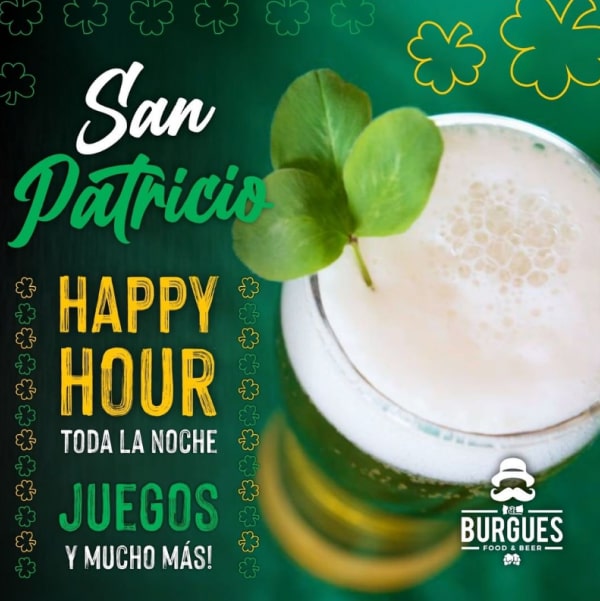 San
Patricio
HAPPY
HOUR
TODA LA NOCHE
JUEGOS
Y MUCHO MÁS!
BURGUES
FOOD & BEER